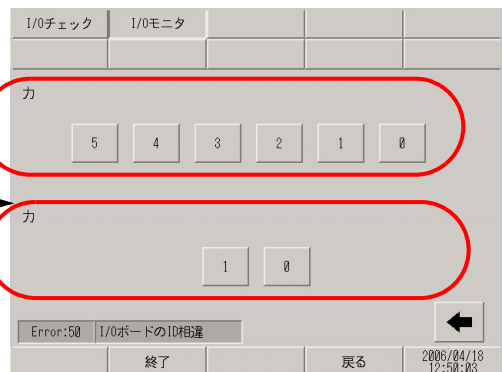 I/Oチェック I/Oモニタ
力
5 4 3 2 1 0
力
1 0
Error:50 I/OボードのID相違
終了 戻る 2006/04/18
12:50:03